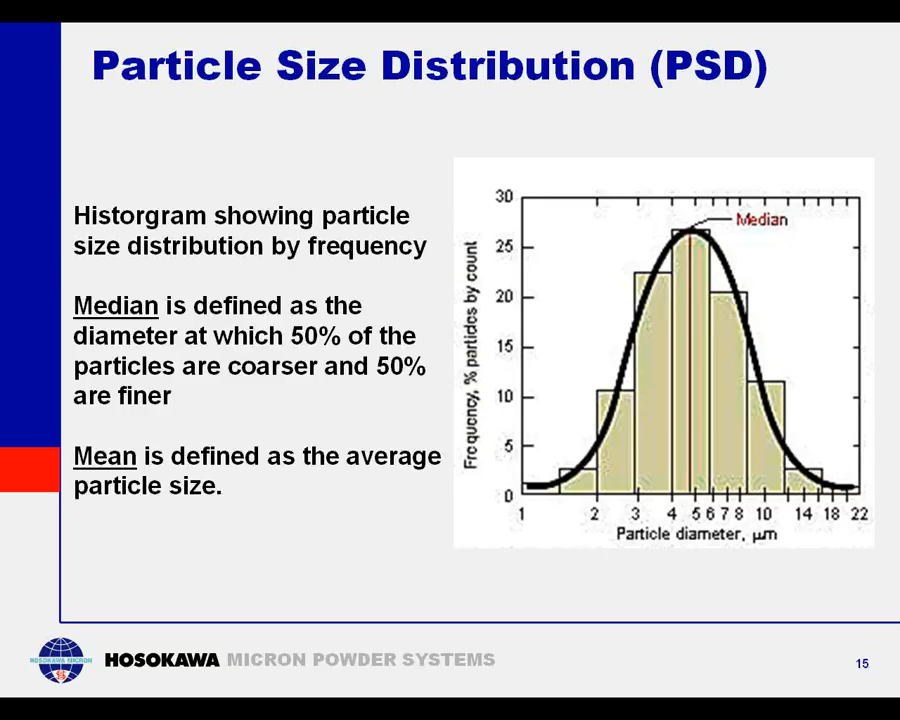 Particle Size Distribution (PSD)
Historgram showing particle
size distribution by frequency
Median is defined as the
diameter at which 50% of the
particles are coarser and 50%
are finer
Mean is defined as the average
particle size.
Frequency, % particles by count
30
25
20
15
10
5
0
Median
1 2 3 4 5 6 7 8 10 14 18 22
Particle diameter, µm
HOSOKAWA MICRON
HOSOKAWA MICRON POWDER SYSTEMS
15